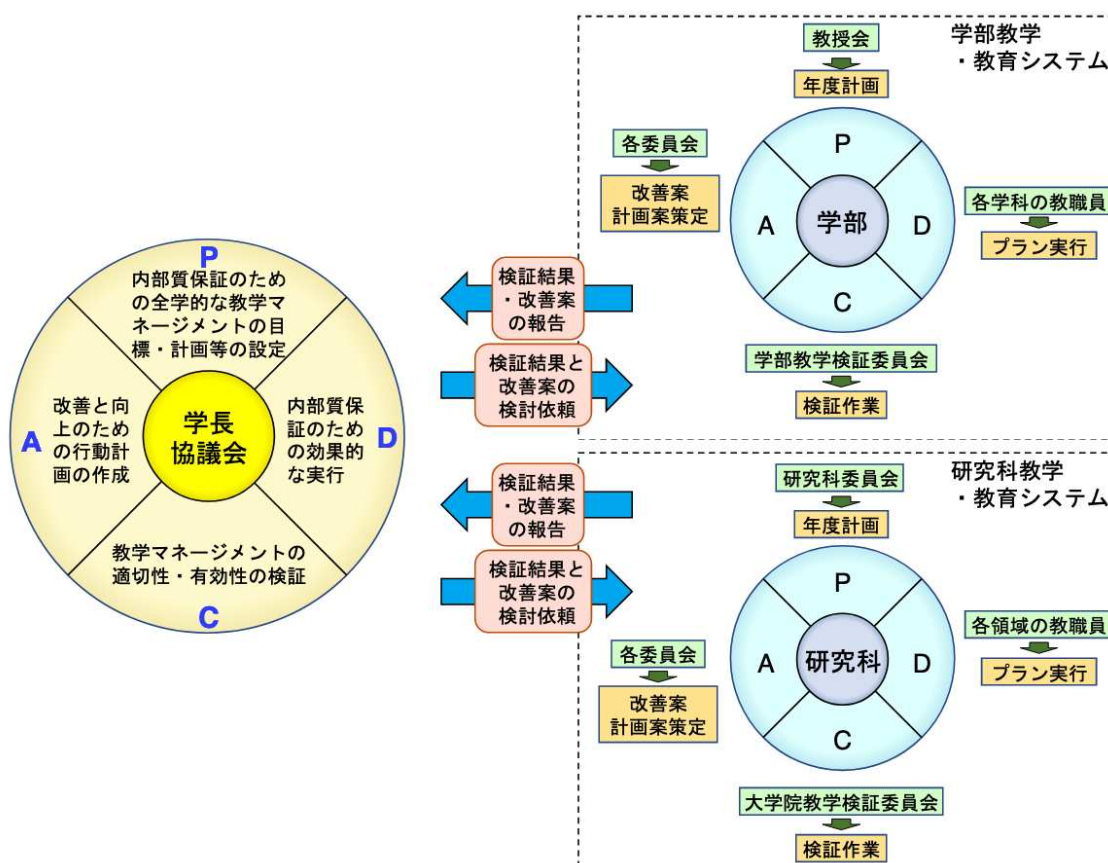 P
内部質保証のため
の全学的な教学マ
ネージメントの目
標・計画等の設定
A
改善と向
上のため
の行動計
画の作成
学長
協議会
内部質保
証のため
の効果的
な実行
D
教学マネージメントの
適切性・有効性の検証
C
検証結果
・改善案
の報告
検証結果と
改善案の
検討依頼
検証結果
・改善案
の報告
検証結果と
改善案の
検討依頼
学部教学
・教育システム
教授会
年度計画
各委員会
改善案
計画案策定
P
A
学部
D
C
各学科の教職員
プラン実行
学部教学検証委員会
検証作業
研究科教学
・教育システム
研究科委員会
年度計画
各委員会
改善案
計画案策定
P
A
研究科
D
C
各領域の教職員
プラン実行
大学院教学検証委員会
検証作業